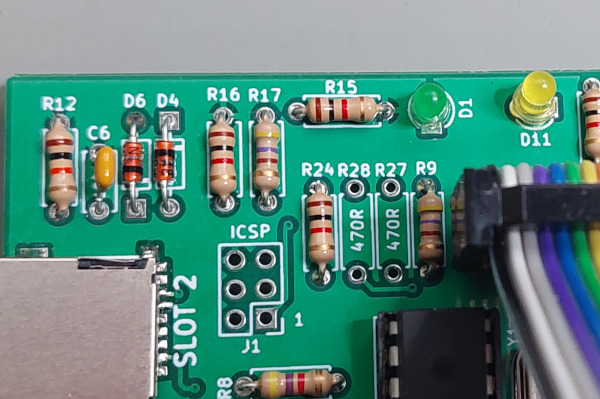 R12
C6
D6
D4
R16
R17
R15
D1
D11
R24
R28
R27
R9
470R
470R
ICSP
1
J1
SLOT 2
R8